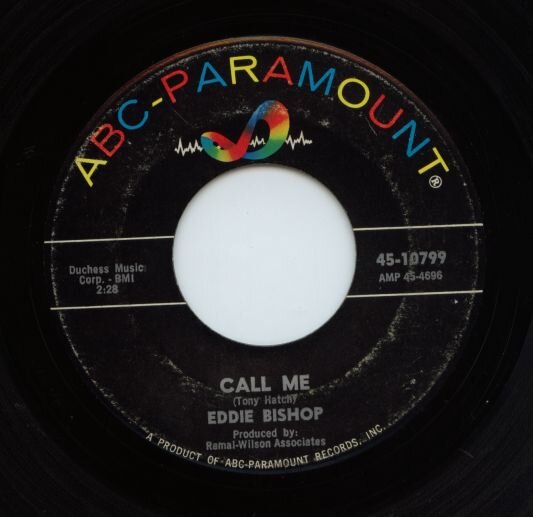 ABC-PARAMOUNT®
Duchess Music
Corp. - BMI
2:28
45-10799
AMP 45-4696
CALL ME
(Tony Hatch)
EDDIE BISHOP
Produced by:
Remal-Wilson Associates
A PRODUCT OF ABC-PARAMOUNT RECORDS, INC.